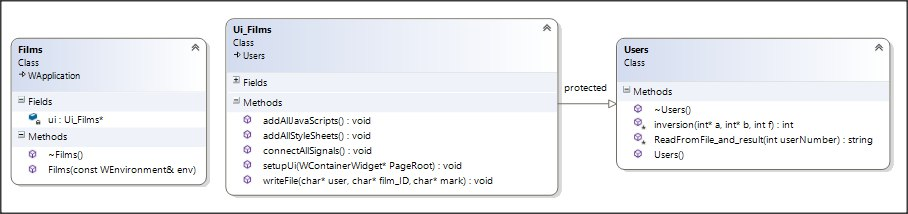 Films
Class
WApplication
Fields
ui : Ui_Films*
Methods
~Films()
Films(const WEnvironment& env)
Ui_Films
Class
Users
Fields
Methods
addAllJavaScripts() : void
addAllStyleSheets() : void
connectAllSignals() : void
setupUi(WContainerWidget* PageRoot) : void
writeFile(char* user, char* film_ID, char* mark) : void
protected
Users
Class
Methods
~Users()
inversion(int* a, int* b, int f) : int
ReadFromFile_and_result(int userNumber) : string
Users()